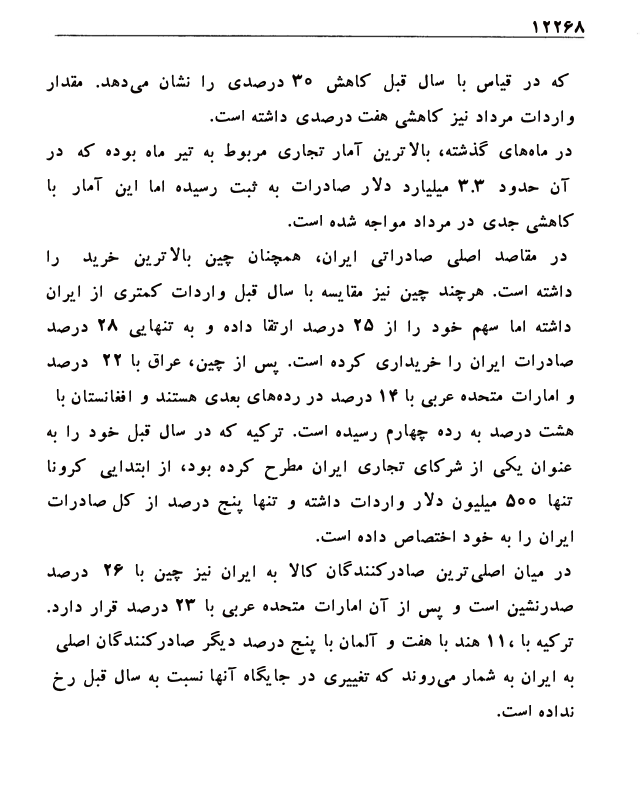 ۱۲۲۶۸
که در قیاس با سال قبل کاهش ۳۰ درصدی را نشان می‌دهد. مقدار
واردات مرداد نیز کاهشی هفت درصدی داشته است.
در ماه‌های گذشته، بالاترین آمار تجاری مربوط به تیر ماه بوده که در
آن حدود ۳.۳ میلیارد دلار صادرات به ثبت رسیده اما این آمار با
کاهشی جدی در مرداد مواجه شده است.
در مقاصد اصلی صادراتی ایران، همچنان چین بالاترین خرید را
داشته است. هرچند چین نیز مقایسه با سال قبل واردات کمتری از ایران
داشته اما سهم خود را از ۲۵ درصد ارتقا داده و به تنهایی ۲۸ درصد
صادرات ایران را خریداری کرده است. پس از چین، عراق با ۲۲ درصد
و امارات متحده عربی با ۱۴ درصد در رده‌های بعدی هستند و افغانستان با
هشت درصد به رده چهارم رسیده است. ترکیه که در سال قبل خود را به
عنوان یکی از شرکای تجاری ایران مطرح کرده بود، از ابتدایی کرونا
تنها ۵۰۰ میلیون دلار واردات داشته و تنها پنج درصد از کل صادرات
ایران را به خود اختصاص داده است.
در میان اصلی‌ترین صادرکنندگان کالا به ایران نیز چین با ۲۶ درصد
صدرنشین است و پس از آن امارات متحده عربی با ۲۳ درصد قرار دارد.
ترکیه با ۱۱، هند با هفت و آلمان با پنج درصد دیگر صادرکنندگان اصلی
به ایران به شمار می‌روند که تغییری در جایگاه آنها نسبت به سال قبل رخ
نداده است.